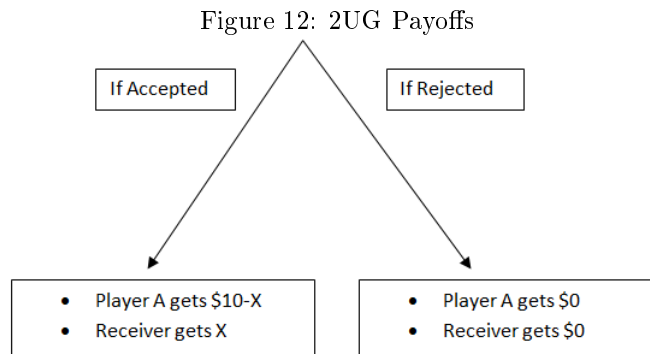 Figure 12: 2UG Payoffs
If Accepted
If Rejected
• Player A gets $10-X
• Receiver gets X
• Player A gets $0
• Receiver gets $0